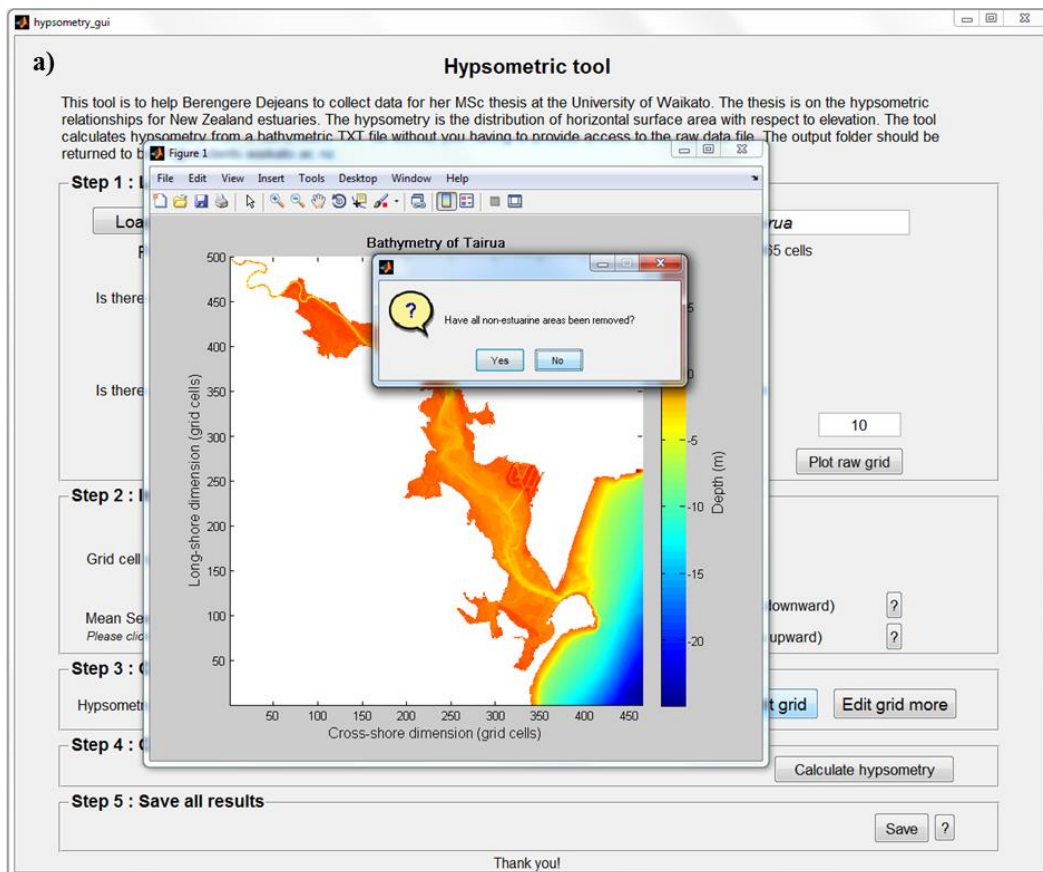 hypsometry_gui
a)
Hypsometric tool
This tool is to help Berengere Dejeans to collect data for her MSc thesis at the University of Waikato. The thesis is on the hypsometric
relationships for New Zealand estuaries. The hypsometry is the distribution of horizontal surface area with respect to elevation. The tool
calculates hypsometry from a bathymetric TXT file without you having to provide access to the raw data file. The output folder should be
returned to b
Figure 1
File Edit View Insert Tools Desktop Window Help
Step 1 : L
Loa
rua
65 cells
Is there
Is there
10
Plot raw grid
Bathymetry of Tairua
?
Have all non-estuarine areas been removed?
Yes No
Long-shore dimension (grid cells)
500
450
400
350
300
250
200
150
100
50
50 100 150 200 250 300 350 400 450
Cross-shore dimension (grid cells)
5
0
-5
-10
-15
-20
Depth (m)
Step 2 : I
Grid cell
Mean Se
downward) ?
Please clic
upward) ?
Step 3 : C
Hypsometr
t grid Edit grid more
Step 4 : C
Calculate hypsometry
Step 5 : Save all results
Save ?
Thank you!